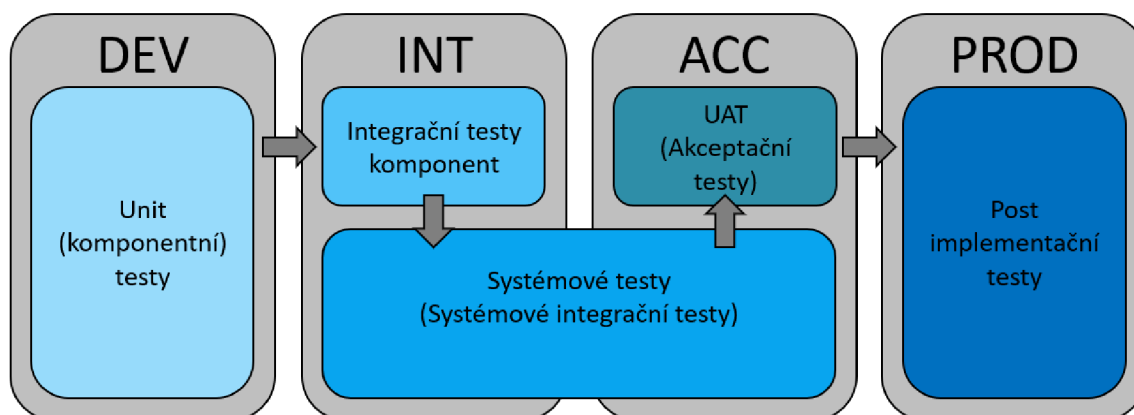 DEV
Unit
(komponentní)
testy
INT
Integrační testy
komponent
Systémové testy
(Systémové integrační testy)
ACC
UAT
(Akceptační
testy)
PROD
Post
implementační
testy